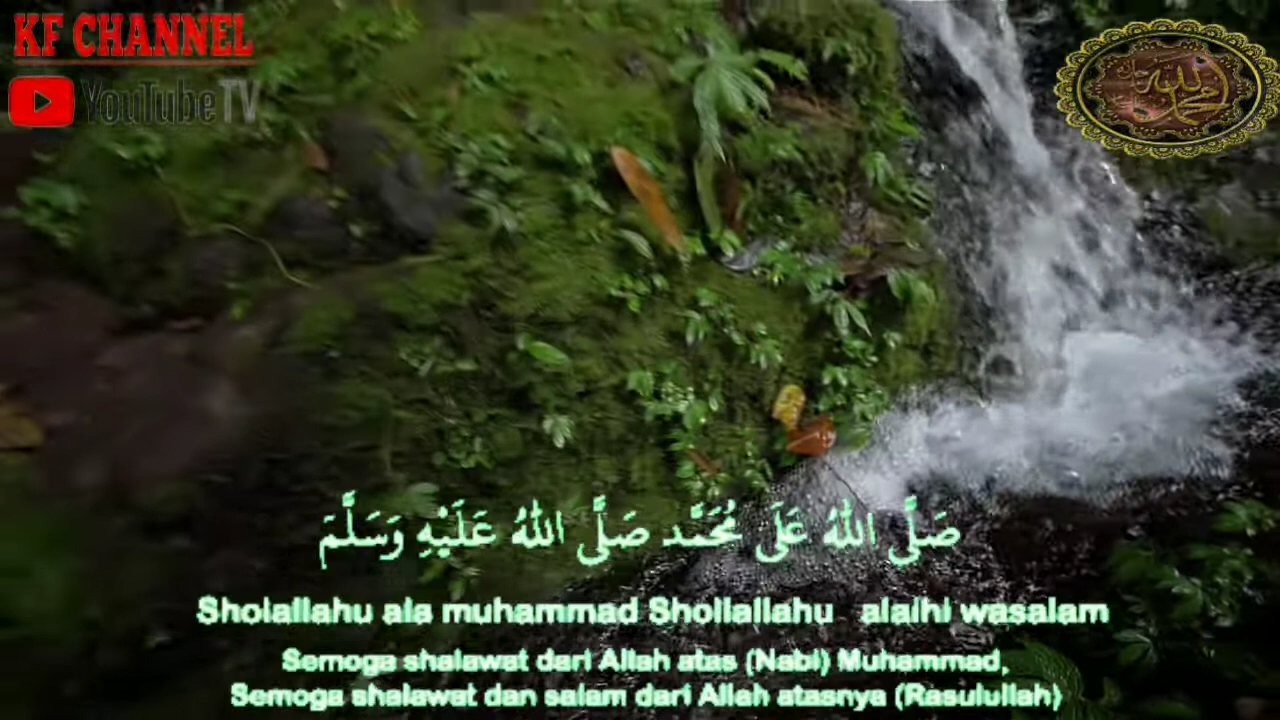 KF CHANNEL
YouTubeTV
صَلَّى اللهُ عَلَى مُحَمَّد صَلَّى اللهُ عَلَيْهِ وَسَلَّمَ
Sholallahu ala muhammad Shollallahu alaihi wasalam
Semoga shalawat dari Allah atas (Nabi) Muhammad,
Semoga shalawat dan salam dari Allah atasnya (Rasulullah)